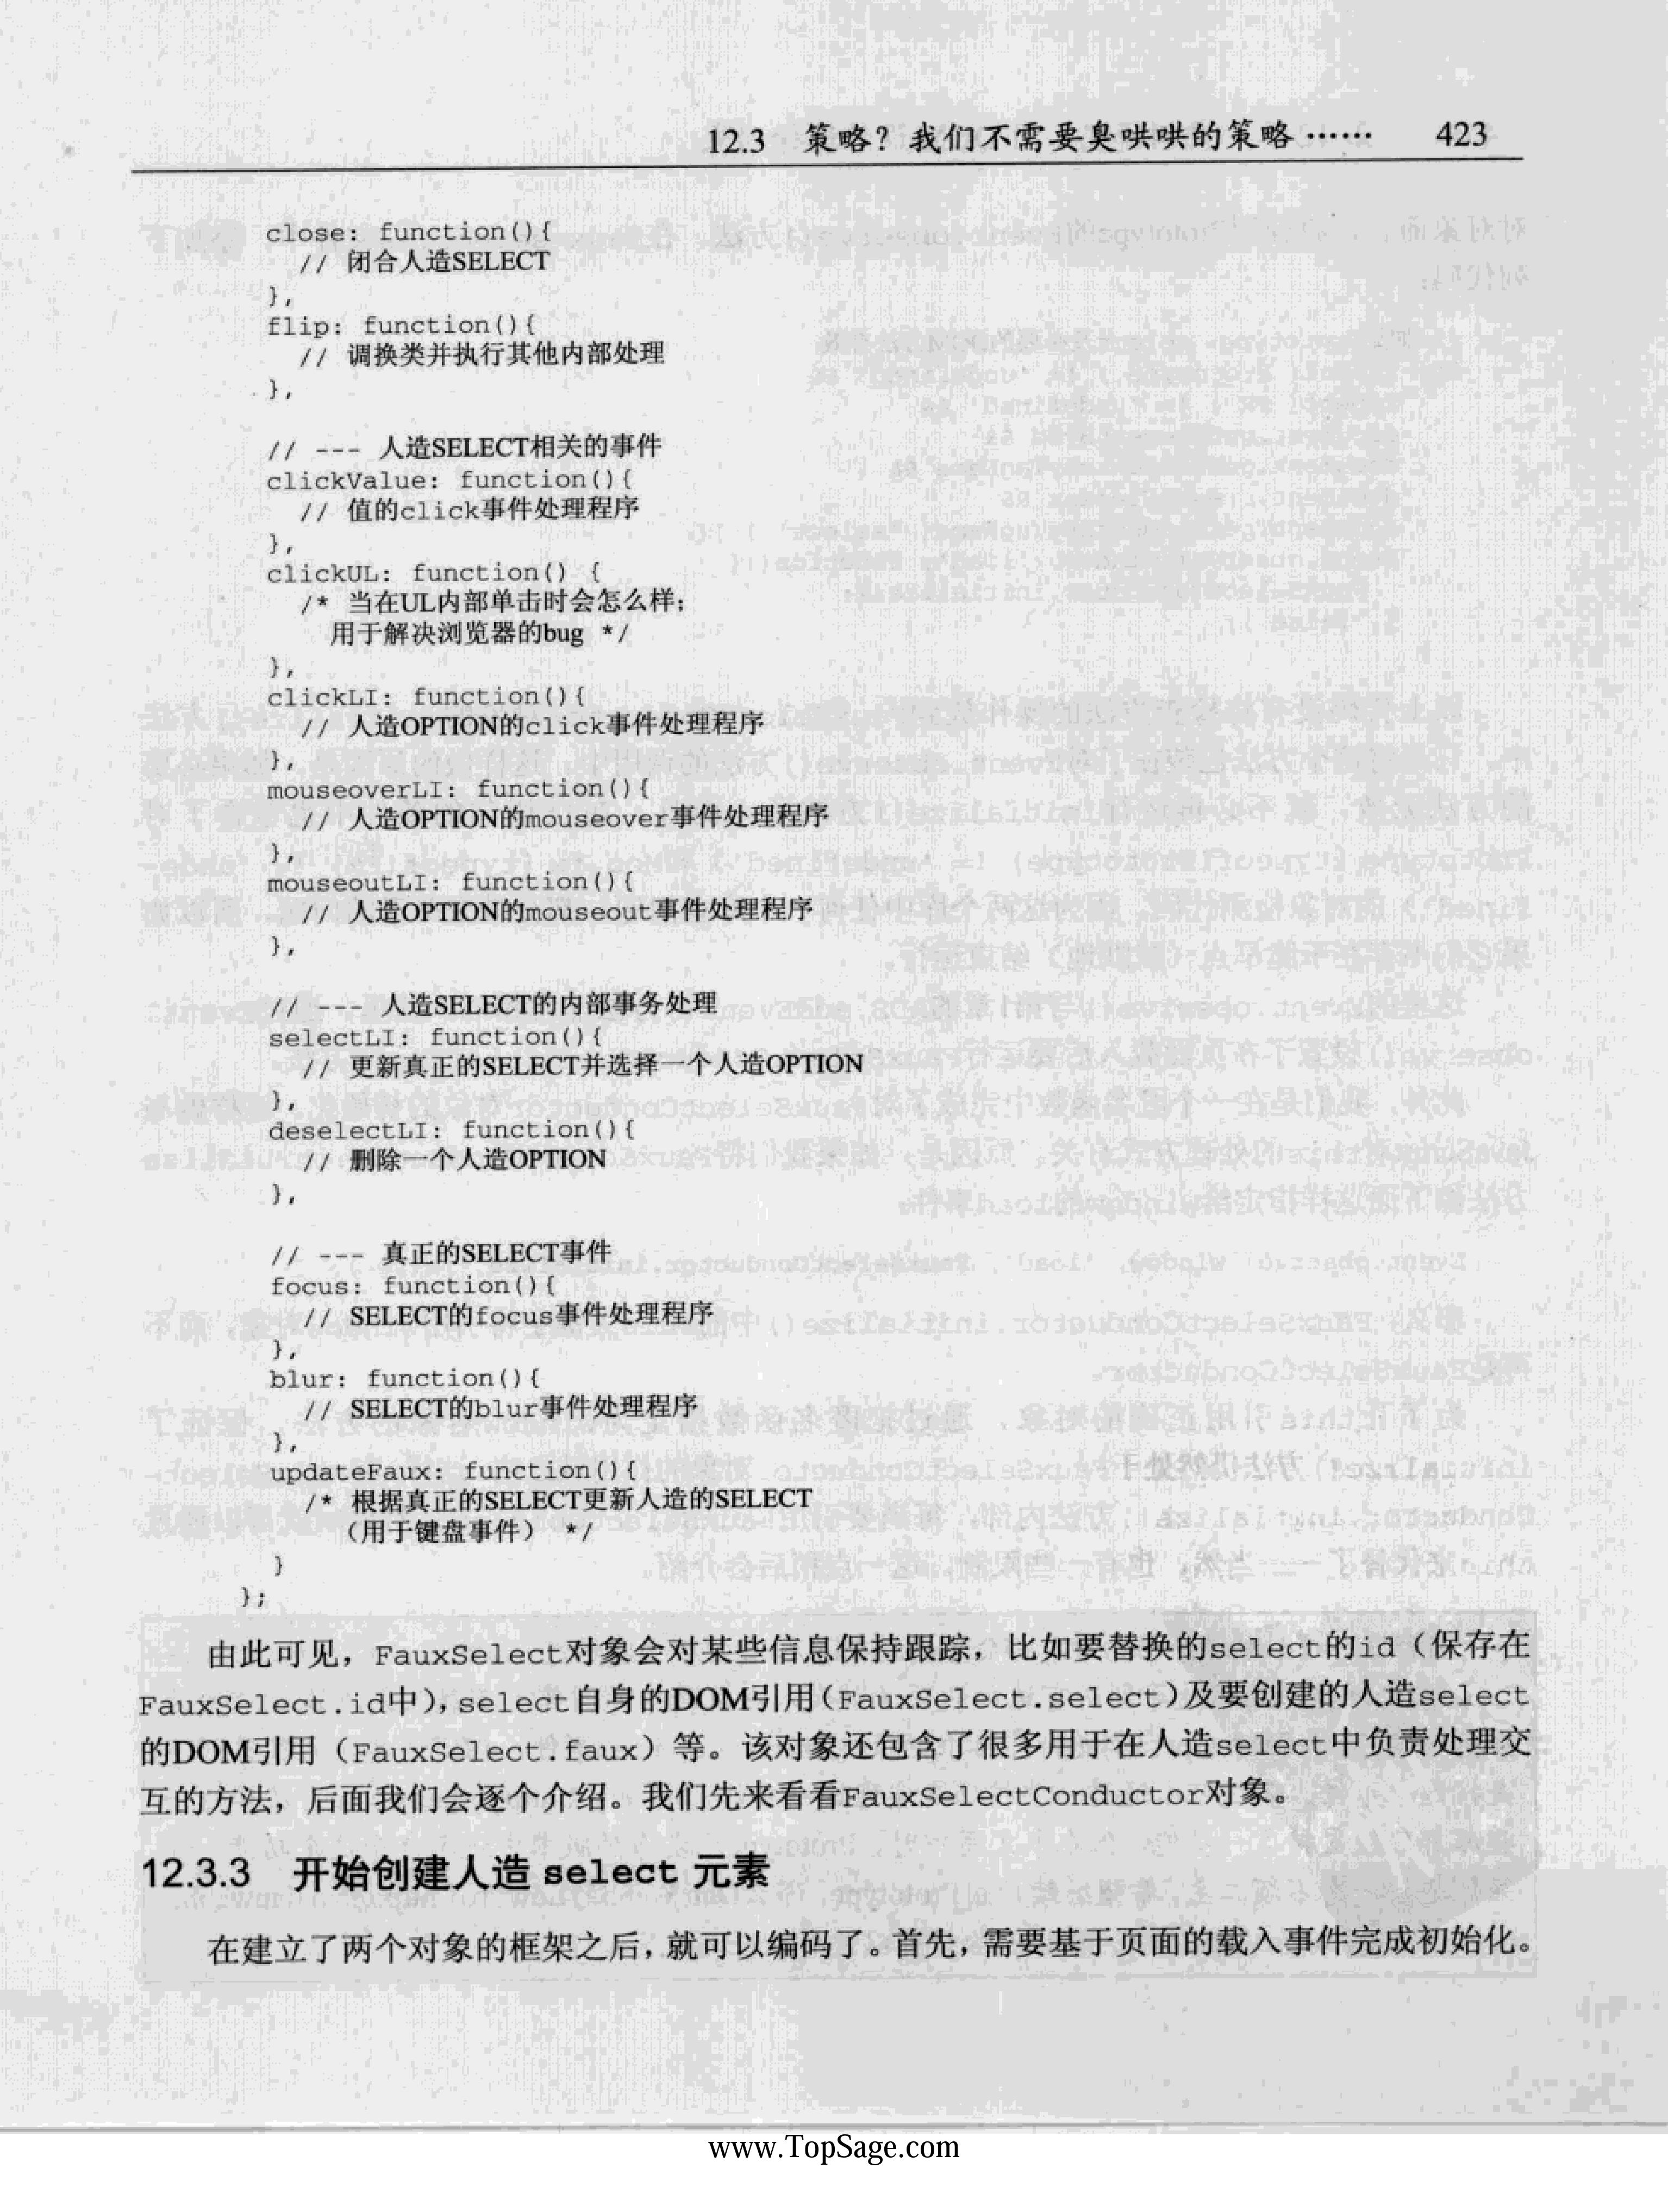 12.3 策略？我们不需要臭哄哄的策略…… 423
close: function(){
// 闭合人造SELECT
},
flip: function(){
// 调换类并执行其他内部处理
},
// --- 人造SELECT相关的事件
clickValue: function(){
// 值的click事件处理程序
},
clickUL: function() {
/* 当在UL内部单击时会怎么样；
用于解决浏览器的bug */
},
clickLI: function(){
// 人造OPTION的click事件处理程序
},
mouseoverLI: function(){
// 人造OPTION的mouseover事件处理程序
},
mouseoutLI: function(){
// 人造OPTION的mouseout事件处理程序
},
// --- 人造SELECT的内部事务处理
selectLI: function(){
// 更新真正的SELECT并选择一个人造OPTION
},
deselectLI: function(){
// 删除一个人造OPTION
},
// --- 真正的SELECT事件
focus: function(){
// SELECT的focus事件处理程序
},
blur: function(){
// SELECT的blur事件处理程序
},
updateFaux: function(){
/* 根据真正的SELECT更新人造的SELECT
（用于键盘事件） */
}
};
由此可见，FauxSelect对象会对某些信息保持跟踪，比如要替换的select的id（保存在
FauxSelect.id中），select自身的DOM引用（FauxSelect.select）及要创建的人造select
的DOM引用（FauxSelect.faux）等。该对象还包含了很多用于在人造select中负责处理交
互的方法，后面我们会逐个介绍。我们先来看看FauxSelectConductor对象。
12.3.3 开始创建人造 select 元素
在建立了两个对象的框架之后，就可以编码了。首先，需要基于页面的载入事件完成初始化。
www.TopSage.com